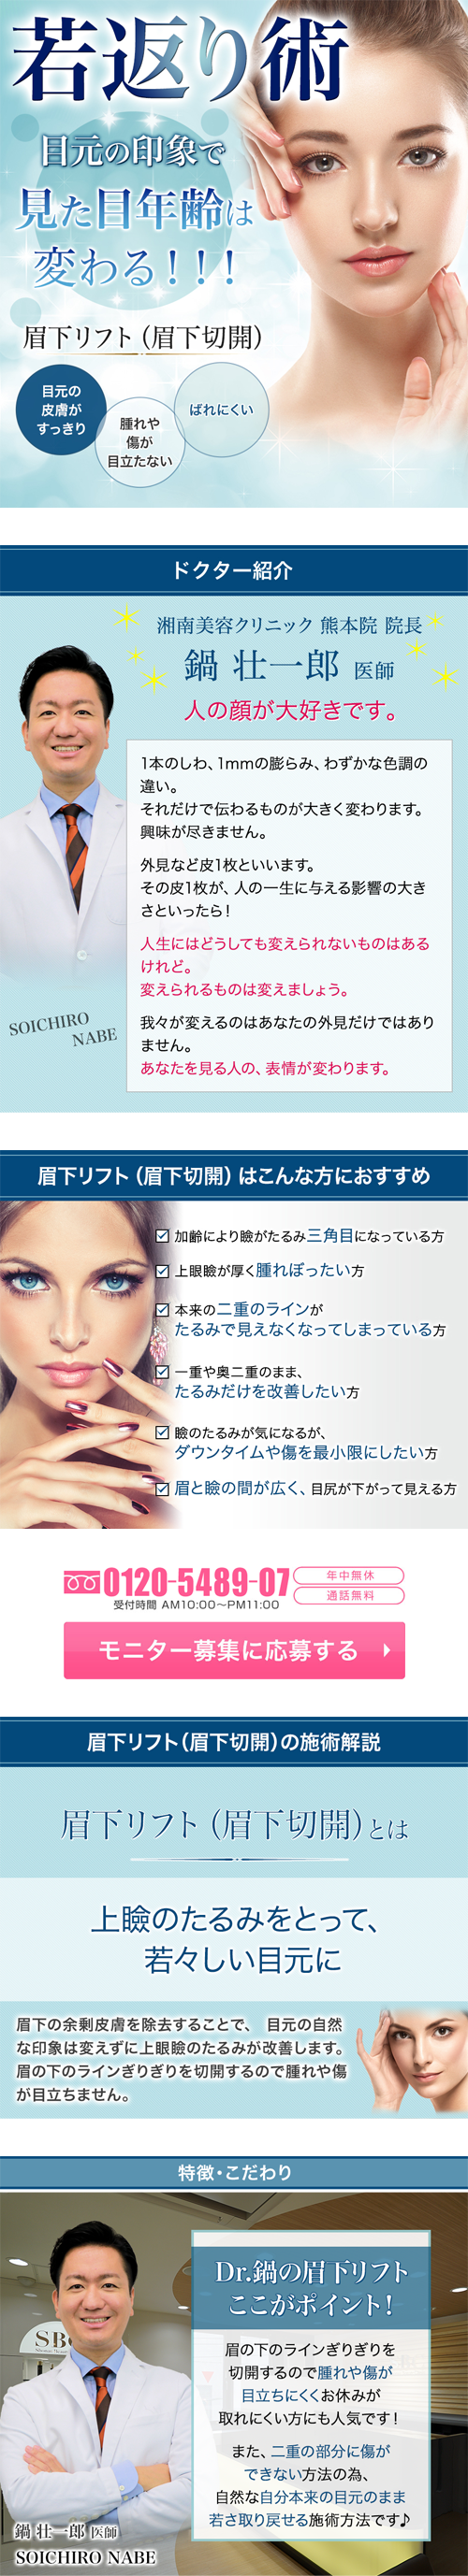 若返り術
目元の印象で
見た目年齢は
変わる！！！
眉下リフト（眉下切開）
目元の
皮膚が
すっきり
腫れや
傷が
目立たない
ばれにくい
ドクター紹介
湘南美容クリニック 熊本院 院長
鍋 壮一郎 医師
人の顔が大好きです。
1本のしわ、1mmの膨らみ、わずかな色調の
違い。
それだけで伝わるものが大きく変わります。
興味が尽きません。
外見など皮1枚といいます。
その皮1枚が、人の一生に与える影響の大き
さといったら！
人生にはどうしても変えられないものはある
けれど。
変えられるものは変えましょう。
我々が変えるのはあなたの外見だけではあり
ません。
あなたを見る人の、表情が変わります。
SOICHIRO
NABE
眉下リフト（眉下切開）はこんな方におすすめ
加齢により瞼がたるみ三角目になっている方
上眼瞼が厚く腫れぼったい方
本来の二重のラインが
たるみで見えなくなってしまっている方
一重や奥二重のまま、
たるみだけを改善したい方
瞼のたるみが気になるが、
ダウンタイムや傷を最小限にしたい方
眉と瞼の間が広く、目尻が下がって見える方
0120-5489-07
年中無休
通話無料
受付時間 AM10:00～PM11:00
モニター募集に応募する
眉下リフト（眉下切開）の施術解説
眉下リフト（眉下切開）とは
上瞼のたるみをとって、
若々しい目元に
眉下の余剰皮膚を除去することで、 目元の自然
な印象は変えずに上眼瞼のたるみが改善します。
眉の下のラインぎりぎりを切開するので腫れや傷
が目立ちません。
特徴・こだわり
SBC
Dr.鍋の眉下リフト
ここがポイント！
眉の下のラインぎりぎりを
切開するので腫れや傷が
目立ちにくくお休みが
取れにくい方にも人気です！
また、二重の部分に傷が
できない方法の為、
自然な自分本来の目元のまま
若さ取り戻せる施術方法です♪
鍋 壮一郎 医師
SOICHIRO NABE